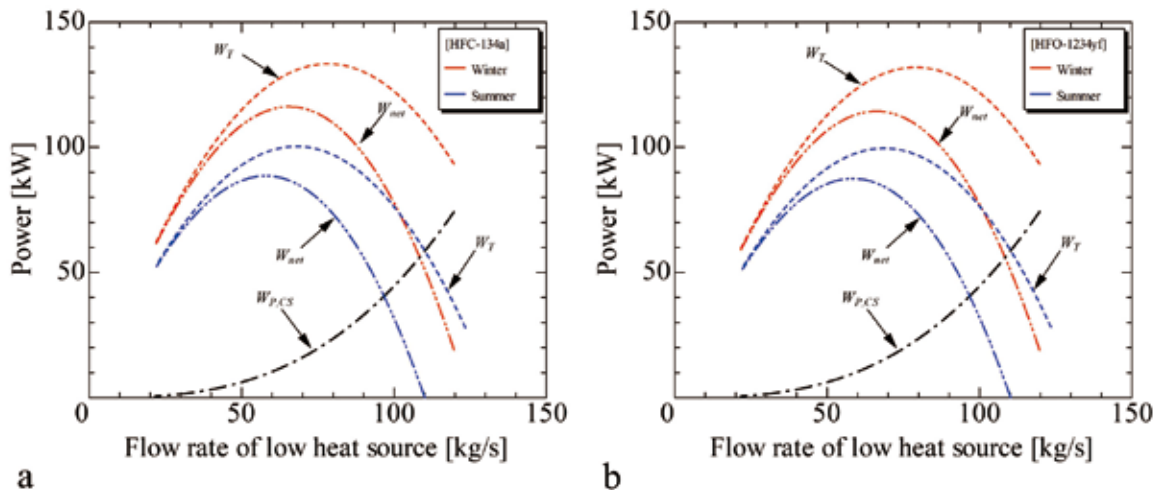 150
100
50
0
50
100
150
Power [kW]
Flow rate of low heat source [kg/s]
[HFC-134a]
Winter
Summer
W_T
W_net
W_net
W_T
W_P,CS
a
150
100
50
0
50
100
150
Power [kW]
Flow rate of low heat source [kg/s]
[HFO-1234yf]
Winter
Summer
W_T
W_net
W_net
W_T
W_P,CS
b